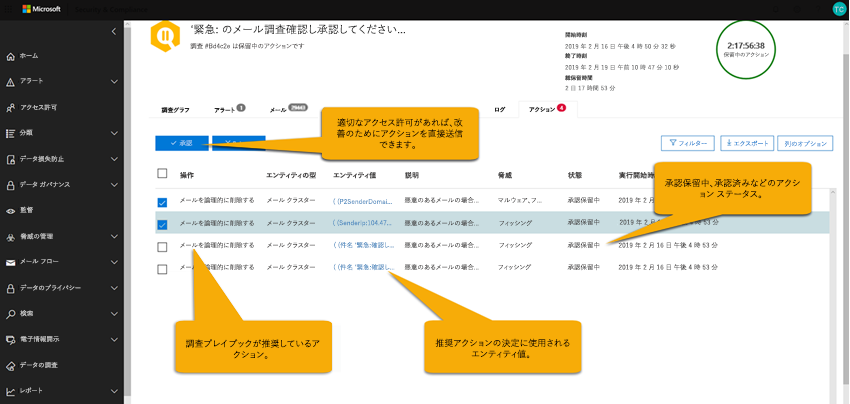 Microsoft
TC
ホーム
アラート
アクセス許可
分類
データ損失防止
データ ガバナンス
監督
脅威の管理
メール フロー
データのプライバシー
検索
電子情報開示
データの調査
レポート
'緊急: のメール調査確認し承認してください...
調査 #Bd4c2e は保留中のアクションです
開始時刻
2019 年 2 月 16 日 午後 4 時 50 分 32 秒
終了時刻
2019 年 2 月 19 日 午前 10 時 47 分 10 秒
2 日 17 時間 53 分
2:17:56:38
保留中のアクション
調査グラフ
アラート 1
メール 29443
ログ
アクション 4
承認
適切なアクセス許可があれば、改
善のためにアクションを直接送信
できます。
フィルター
エクスポート
列のオプション
操作 エンティティの型 エンティティ値 説明 脅威 状態 実行開始時
メールを論理的に削除する メール クラスター ( (P2SenderDomai... 悪意のあるメールの場合... マルウェア、フ... 承認保留中 2019 年 2
メールを論理的に削除する メール クラスター ( (Senderip:104.47... 悪意のあるメールの場合... フィッシング 承認保留中 2019 年 2 月 16 日 午後 4 時 53 分
メールを論理的に削除する メール クラスター ( (件名 '緊急:確認し... 悪意のあるメールの場合... フィッシング 承認保留中 2019 年 2 月 16 日 午後 4 時 53 分
メールを論理的に削除する メール クラスター ( (件名 '緊急:確認し... 悪意のあるメールの場合... フィッシング 承認保留中 2019 年 2 月 16 日 午後 4 時 53 分
承認保留中、承認済みなどのアクシ
ョン ステータス。
調査プレイブックが推奨しているア
クション。
推奨アクションの決定に使用される
エンティティ値。